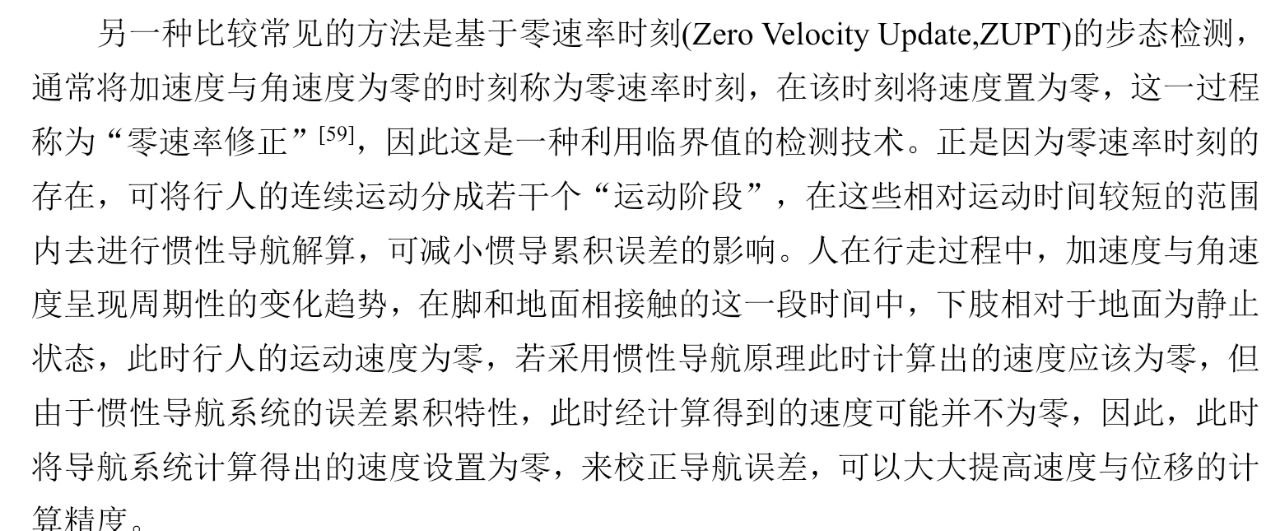 另一种比较常见的方法是基于零速率时刻(Zero Velocity Update,ZUPT)的步态检测，
通常将加速度与角速度为零的时刻称为零速率时刻，在该时刻将速度置为零，这一过程
称为“零速率修正”[59]，因此这是一种利用临界值的检测技术。正是因为零速率时刻的
存在，可将行人的连续运动分成若干个“运动阶段”，在这些相对运动时间较短的范围
内去进行惯性导航解算，可减小惯导累积误差的影响。人在行走过程中，加速度与角速
度呈现周期性的变化趋势，在脚和地面相接触的这一段时间中，下肢相对于地面为静止
状态，此时行人的运动速度为零，若采用惯性导航原理此时计算出的速度应该为零，但
由于惯性导航系统的误差累积特性，此时经计算得到的速度可能并不为零，因此，此时
将导航系统计算得出的速度设置为零，来校正导航误差，可以大大提高速度与位移的计
算精度。